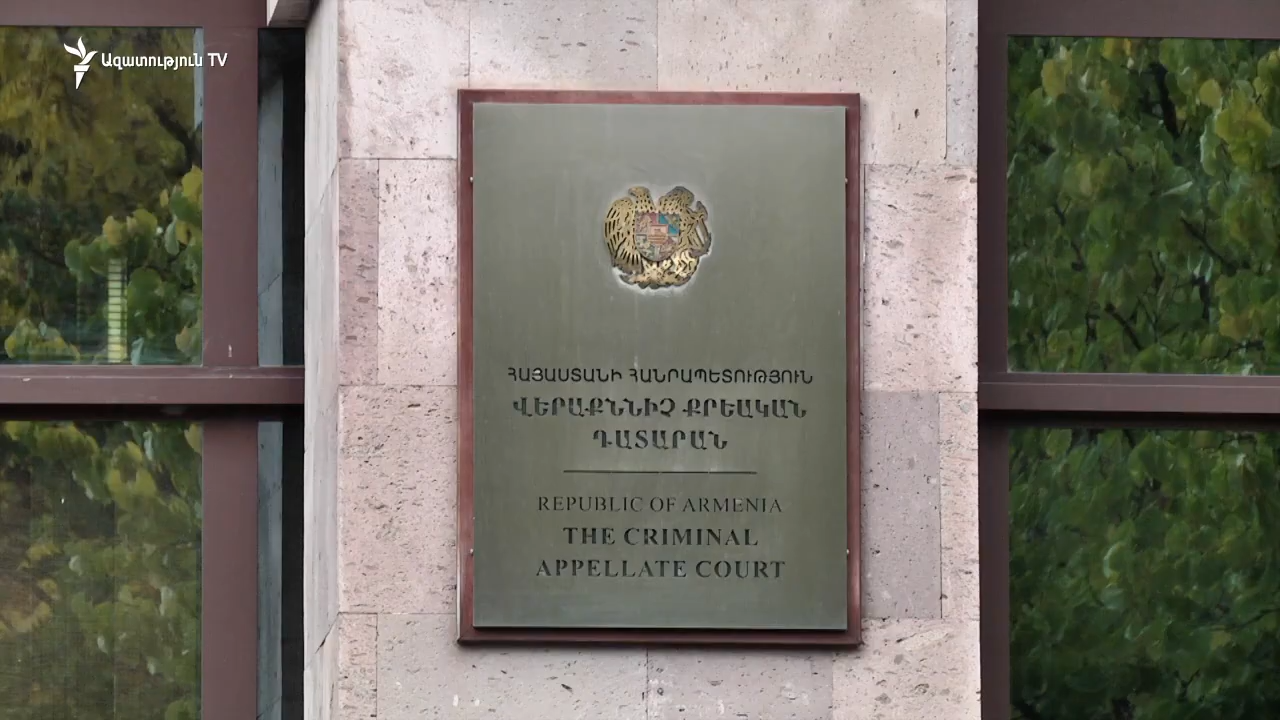 Ազատություն TV
ՀԱՅԱՍՏԱՆԻ ՀԱՆՐԱՊԵՏՈՒԹՅՈՒՆ
ՎԵՐԱՔՆՆԻՉ ՔՐԵԱԿԱՆ
ԴԱՏԱՐԱՆ
REPUBLIC OF ARMENIA
THE CRIMINAL
APPELLATE COURT